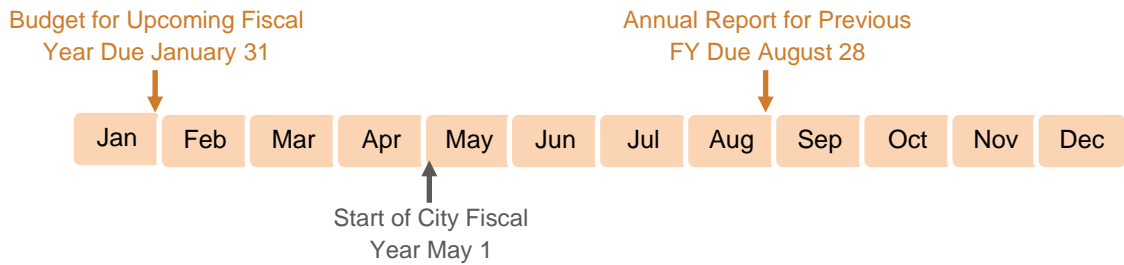 Budget for Upcoming Fiscal
Year Due January 31
Annual Report for Previous
FY Due August 28
Jan Feb Mar Apr May Jun Jul Aug Sep Oct Nov Dec
Start of City Fiscal
Year May 1